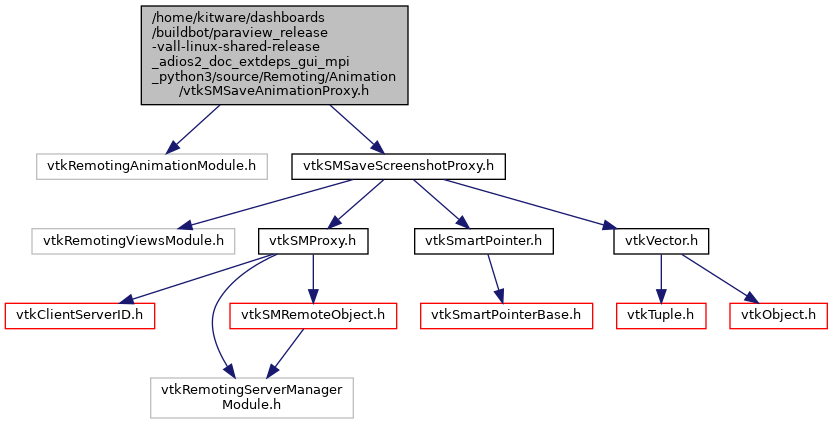 /home/kitware/dashboards
/buildbot/paraview_release
-vall-linux-shared-release
_adios2_doc_extdeps_gui_mpi
_python3/source/Remoting/Animation
/vtkSMSaveAnimationProxy.h
vtkRemotingAnimationModule.h
vtkSMSaveScreenshotProxy.h
vtkRemotingViewsModule.h
vtkSMProxy.h
vtkSmartPointer.h
vtkVector.h
vtkClientServerID.h
vtkSMRemoteObject.h
vtkSmartPointerBase.h
vtkTuple.h
vtkObject.h
vtkRemotingServerManager
Module.h